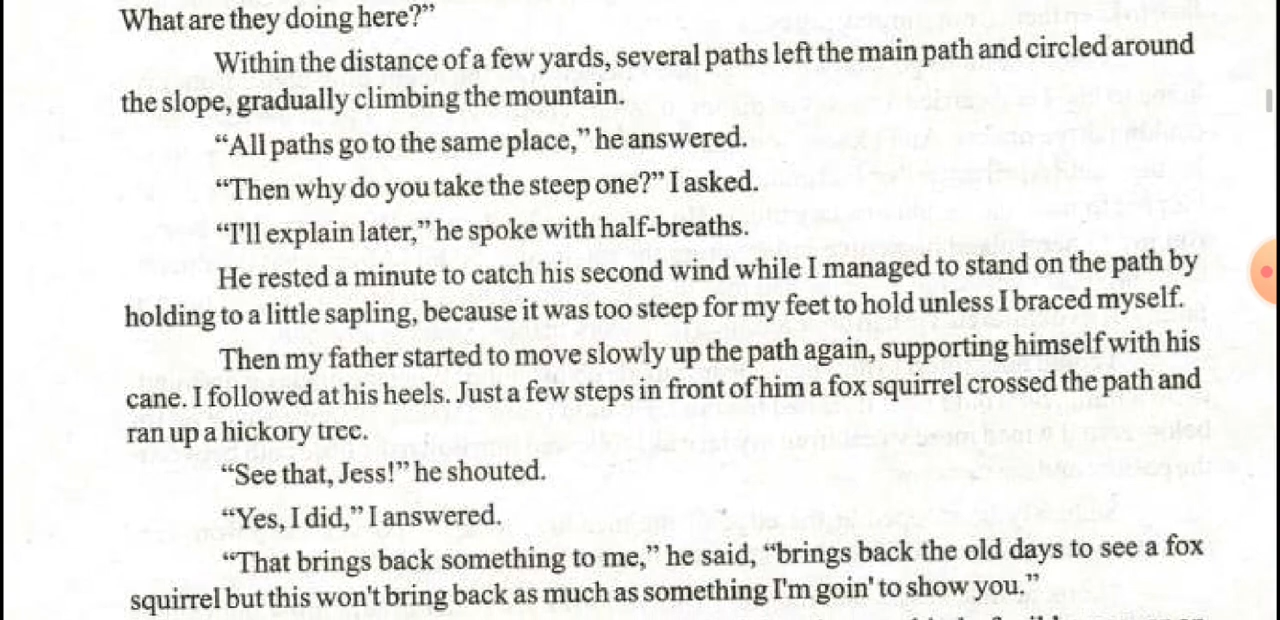 What are they doing here?”
Within the distance of a few yards, several paths left the main path and circled around
the slope, gradually climbing the mountain.
“All paths go to the same place,” he answered.
“Then why do you take the steep one?” I asked.
“I'll explain later,” he spoke with half-breaths.
He rested a minute to catch his second wind while I managed to stand on the path by
holding to a little sapling, because it was too steep for my feet to hold unless I braced myself.
Then my father started to move slowly up the path again, supporting himself with his
cane. I followed at his heels. Just a few steps in front of him a fox squirrel crossed the path and
ran up a hickory tree.
“See that, Jess!” he shouted.
“Yes, I did,” I answered.
“That brings back something to me,” he said, “brings back the old days to see a fox
squirrel but this won't bring back as much as something I'm goin' to show you.”